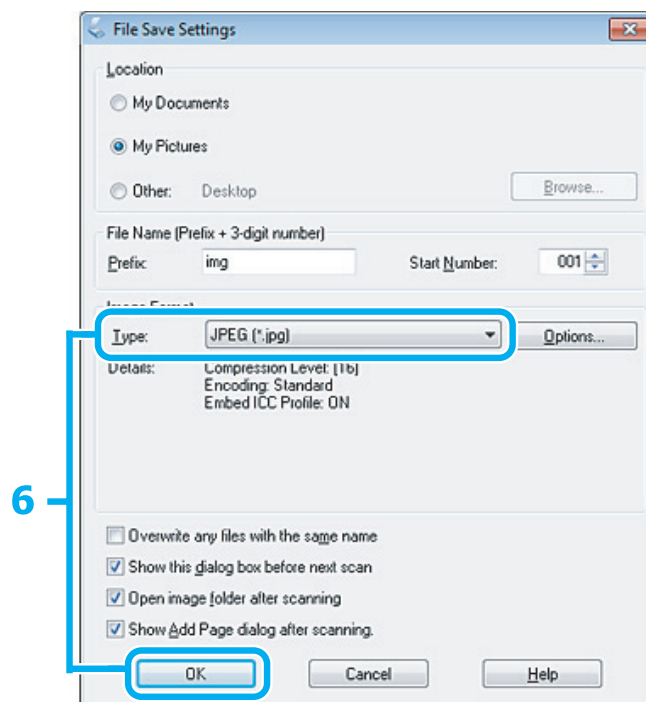 File Save Settings
Location
My Documents
My Pictures
Other: Desktop Browse...
File Name (Prefix + 3-digit number)
Prefix: img Start Number: 001
Image Format
Type: JPEG (*.jpg) Options...
Details: Compression Level: [16]
Encoding: Standard
Embed ICC Profile: ON
6
Overwrite any files with the same name
Show this dialog box before next scan
Open image folder after scanning
Show Add Page dialog after scanning.
OK Cancel Help